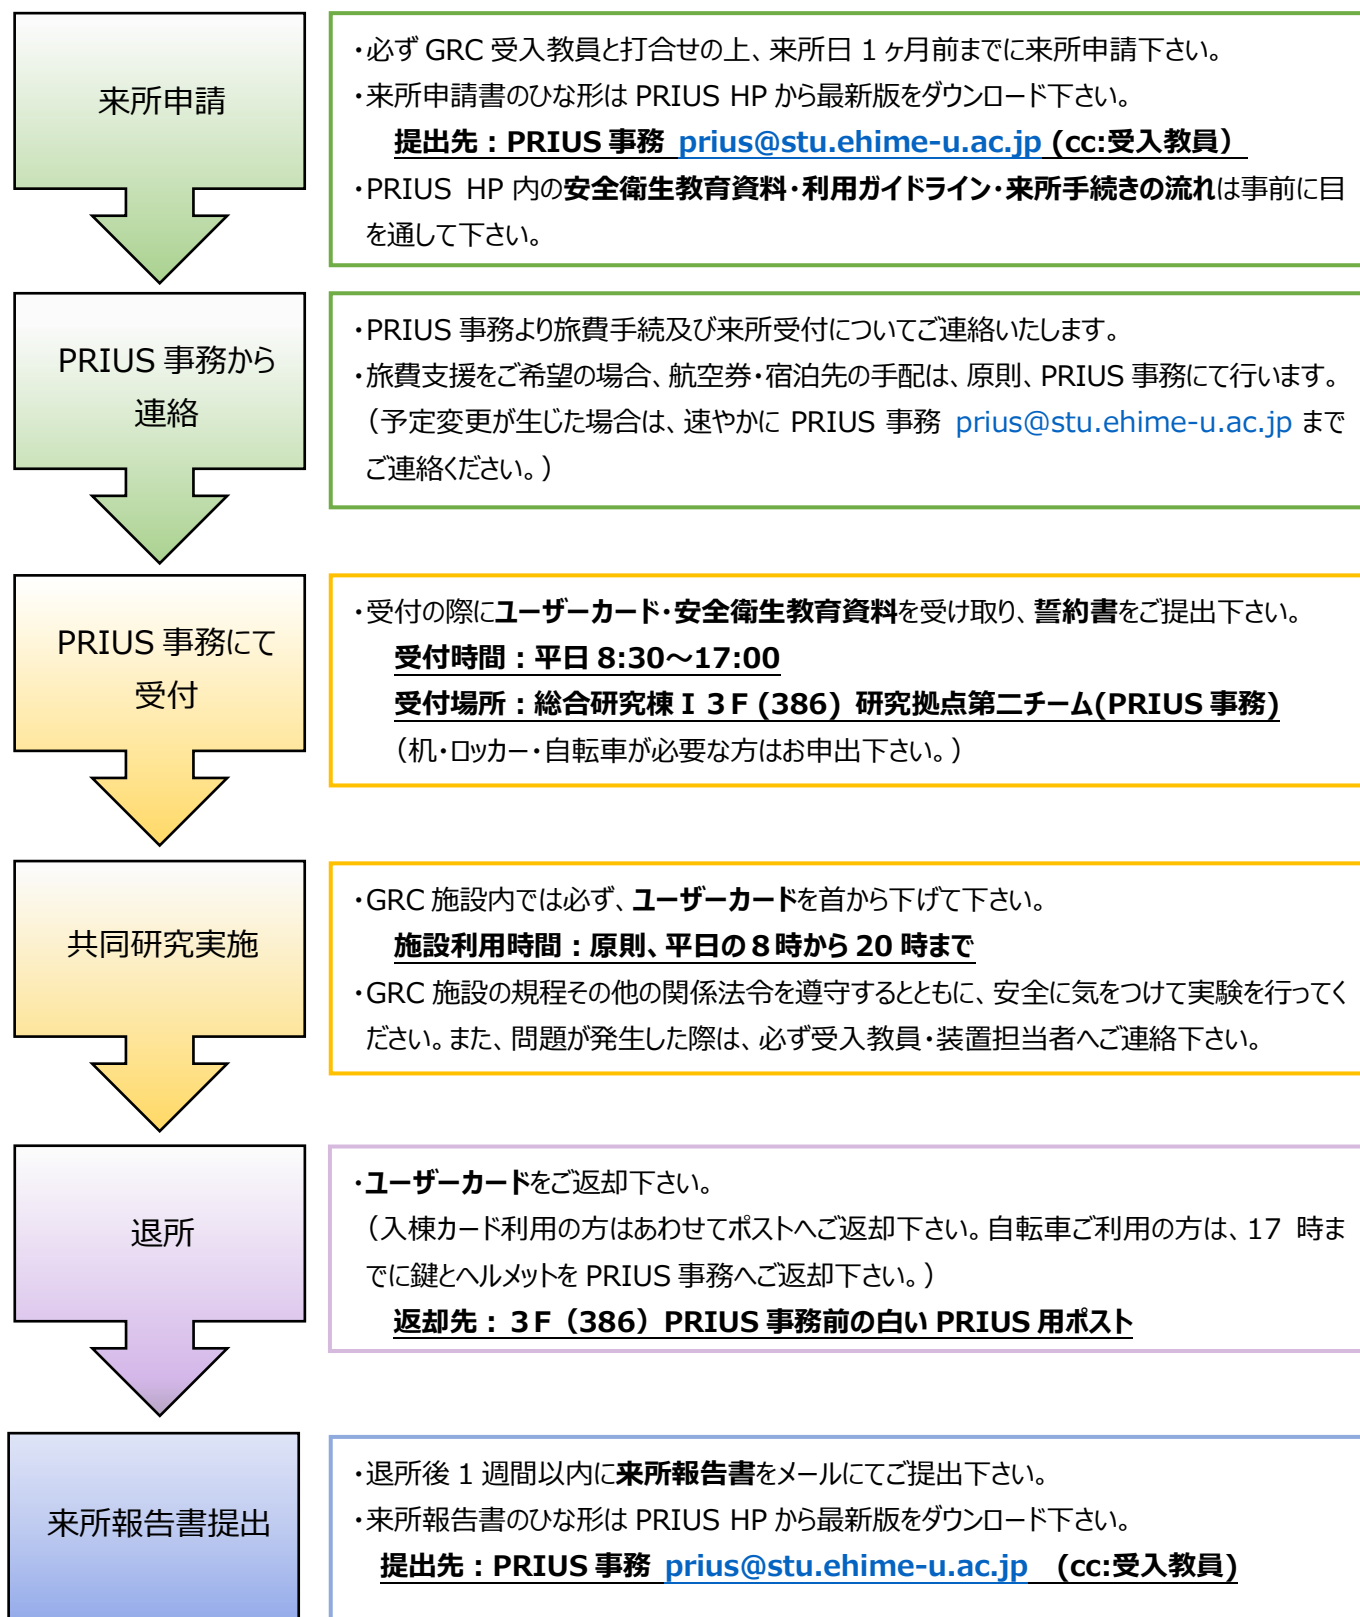 来所申請
・必ず GRC 受入教員と打合せの上、来所日 1 ヶ月前までに来所申請下さい。
・来所申請書のひな形は PRIUS HP から最新版をダウンロード下さい。
提出先：PRIUS 事務 prius@stu.ehime-u.ac.jp (cc:受入教員）
・PRIUS HP 内の安全衛生教育資料・利用ガイドライン・来所手続きの流れは事前に目
を通して下さい。
PRIUS 事務から
連絡
・PRIUS 事務より旅費手続及び来所受付についてご連絡いたします。
・旅費支援をご希望の場合、航空券・宿泊先の手配は、原則、PRIUS 事務にて行います。
（予定変更が生じた場合は、速やかに PRIUS 事務 prius@stu.ehime-u.ac.jp まで
ご連絡ください。）
PRIUS 事務にて
受付
・受付の際にユーザーカード・安全衛生教育資料を受け取り、誓約書をご提出下さい。
受付時間：平日 8:30～17:00
受付場所：総合研究棟 I ３Ｆ(386) 研究拠点第二チーム(PRIUS 事務)
（机・ロッカー・自転車が必要な方はお申出下さい。）
共同研究実施
・GRC 施設内では必ず、ユーザーカードを首から下げて下さい。
施設利用時間：原則、平日の８時から 20 時まで
・GRC 施設の規程その他の関係法令を遵守するとともに、安全に気をつけて実験を行ってく
ださい。また、問題が発生した際は、必ず受入教員・装置担当者へご連絡下さい。
退所
・ユーザーカードをご返却下さい。
（入棟カード利用の方はあわせてポストへご返却下さい。自転車ご利用の方は、17 時ま
でに鍵とヘルメットを PRIUS 事務へご返却下さい。）
返却先：３Ｆ（386）PRIUS 事務前の白い PRIUS 用ポスト
来所報告書提出
・退所後 1 週間以内に来所報告書をメールにてご提出下さい。
・来所報告書のひな形は PRIUS HP から最新版をダウンロード下さい。
提出先：PRIUS 事務 prius@stu.ehime-u.ac.jp (cc:受入教員)